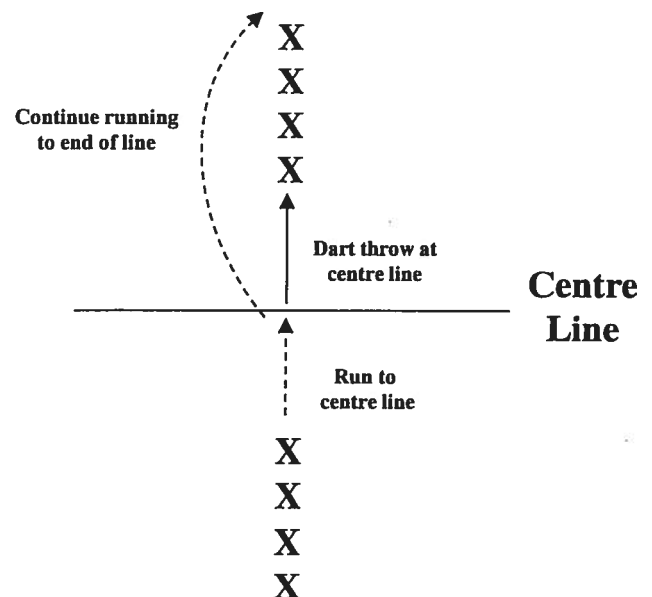 X
X
X
X
Continue running
to end of line
Dart throw at
centre line
Centre
Line
Run to
centre line
X
X
X
X